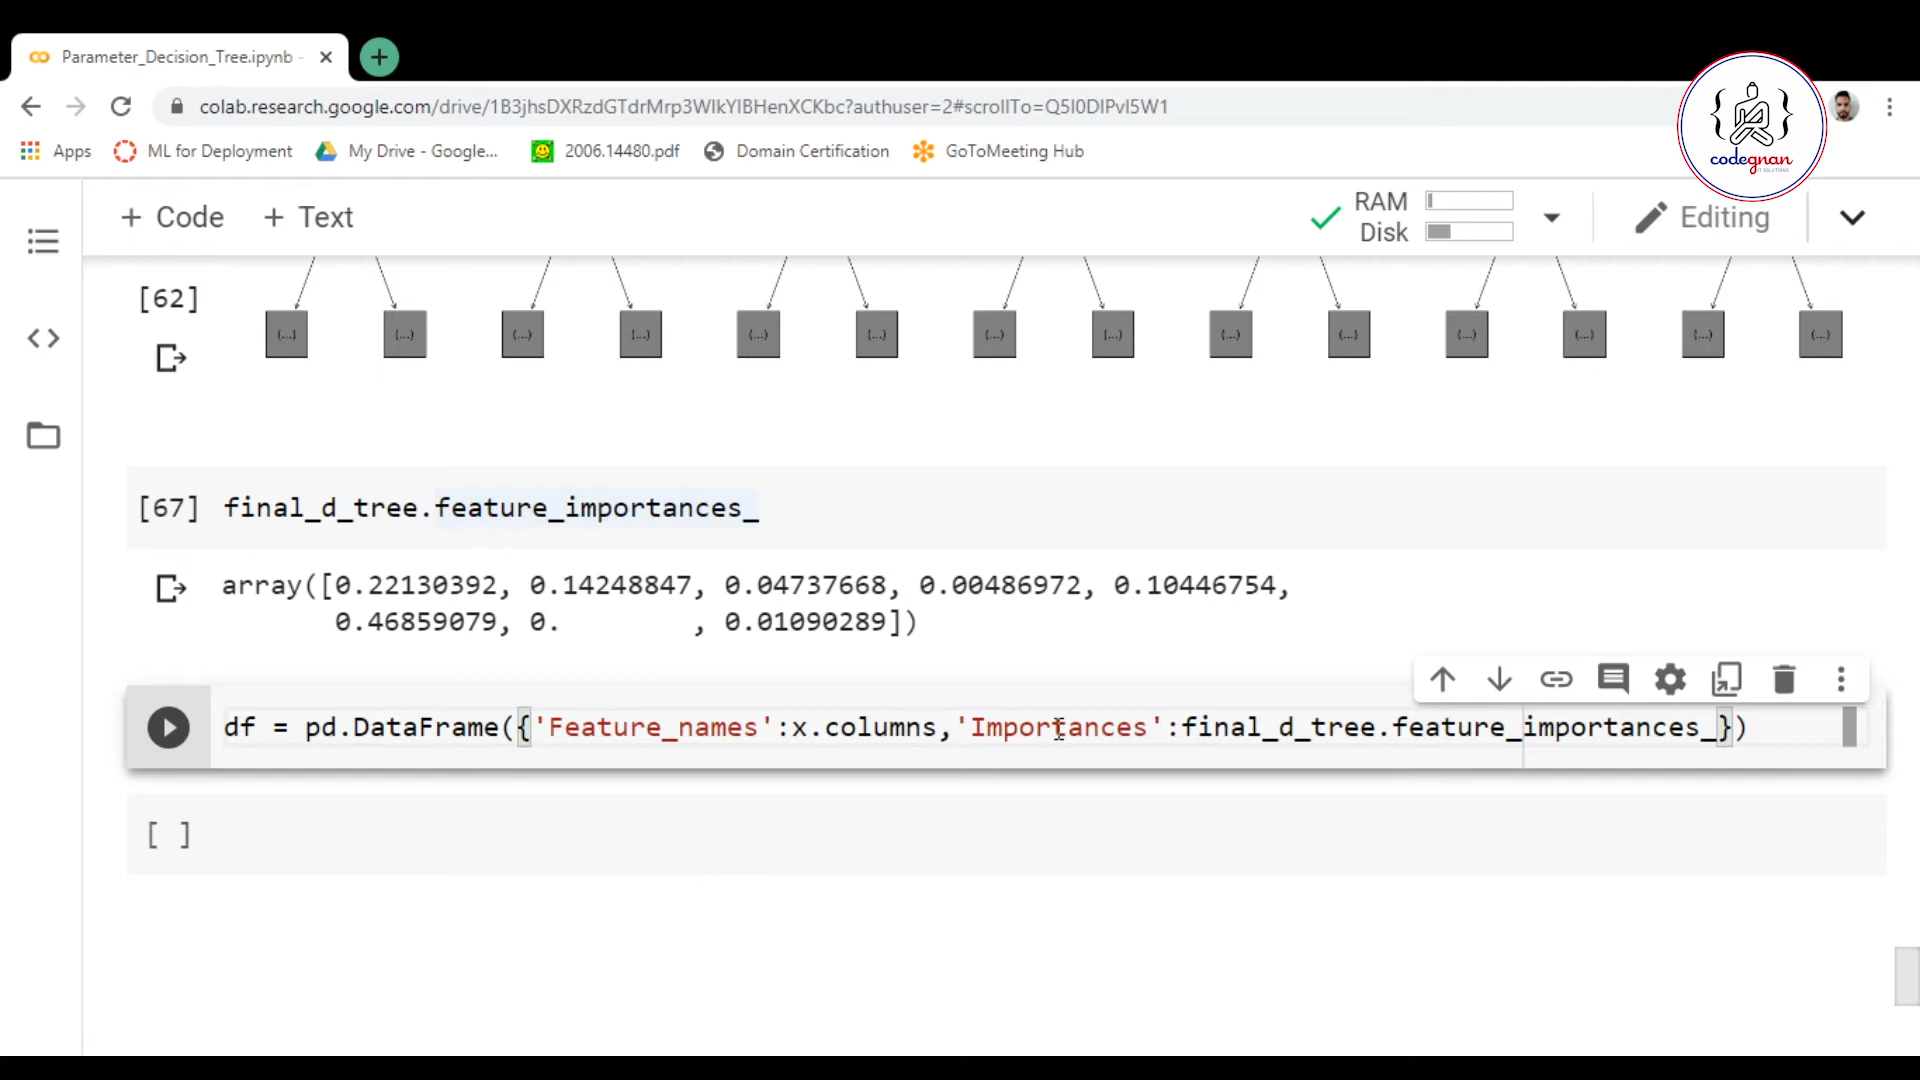 Parameter_Decision_Tree.ipynb -
colab.research.google.com/drive/1B3jhsDXRzdGTdrMrp3WIkYIBHenXCKbc?authuser=2#scrollTo=Q5I0DIPvI5W1
Apps ML for Deployment My Drive - Google... 2006.14480.pdf Domain Certification GoToMeeting Hub
codegnan
IT SOLUTIONS
+ Code + Text
RAM
Disk
Editing
[62]
(...) (...) (...) (...) (...) (...) (...) (...) (...) (...) (...) (...) (...) (...)
[67] final_d_tree.feature_importances_
array([0.22130392, 0.14248847, 0.04737668, 0.00486972, 0.10446754,
0.46859079, 0. , 0.01090289])
df = pd.DataFrame({'Feature_names':x.columns,'Importances':final_d_tree.feature_importances_})
[ ]